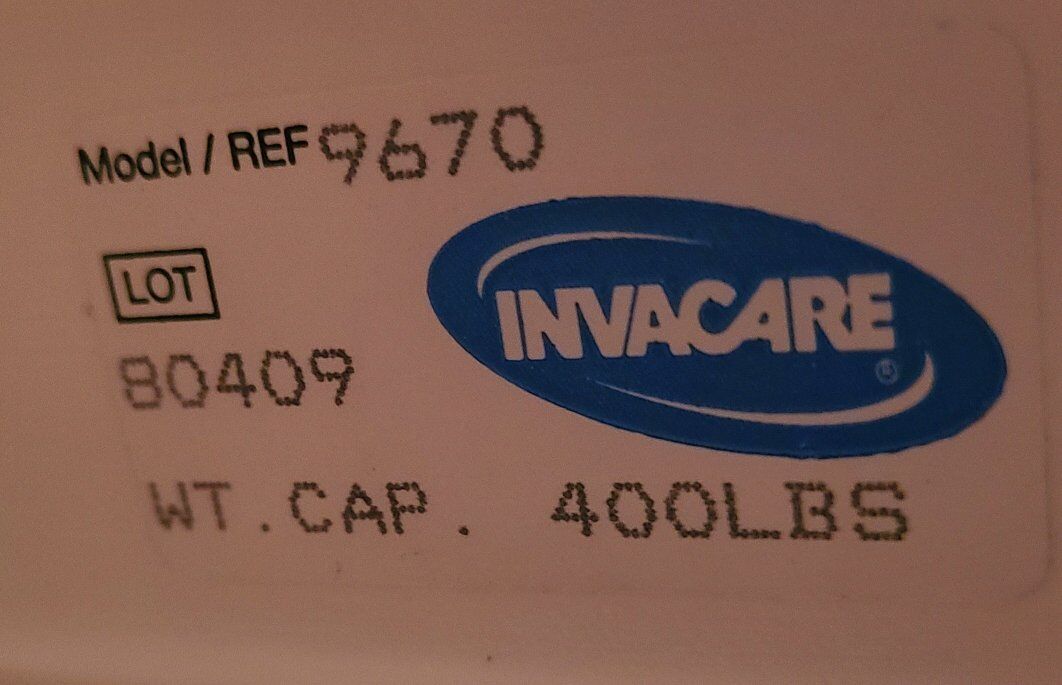 Model / REF 9670
LOT
INVACARE®
80409
WT.CAP. 400LBS